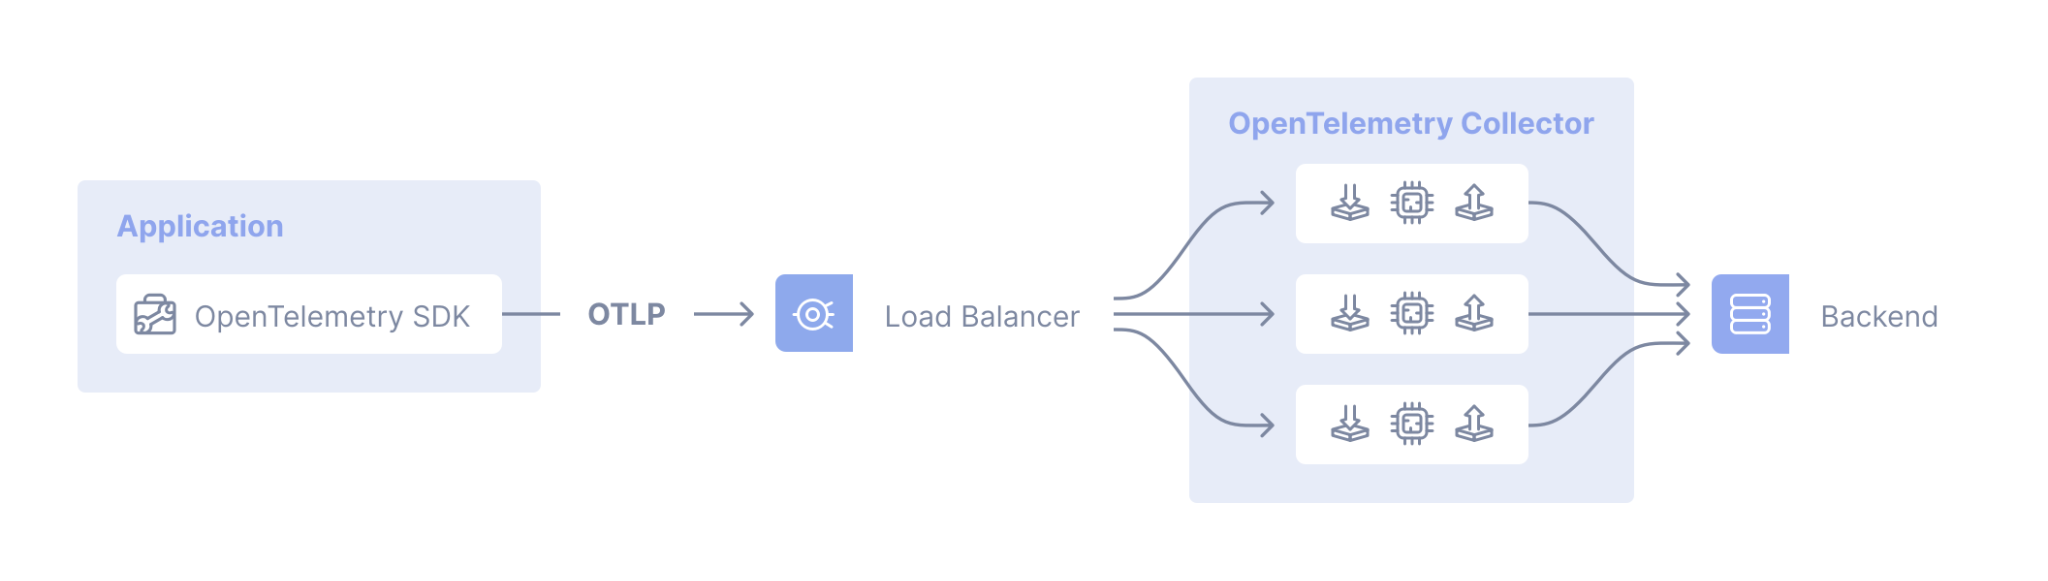 OpenTelemetry Collector
Application
OpenTelemetry SDK
OTLP
Load Balancer
Backend